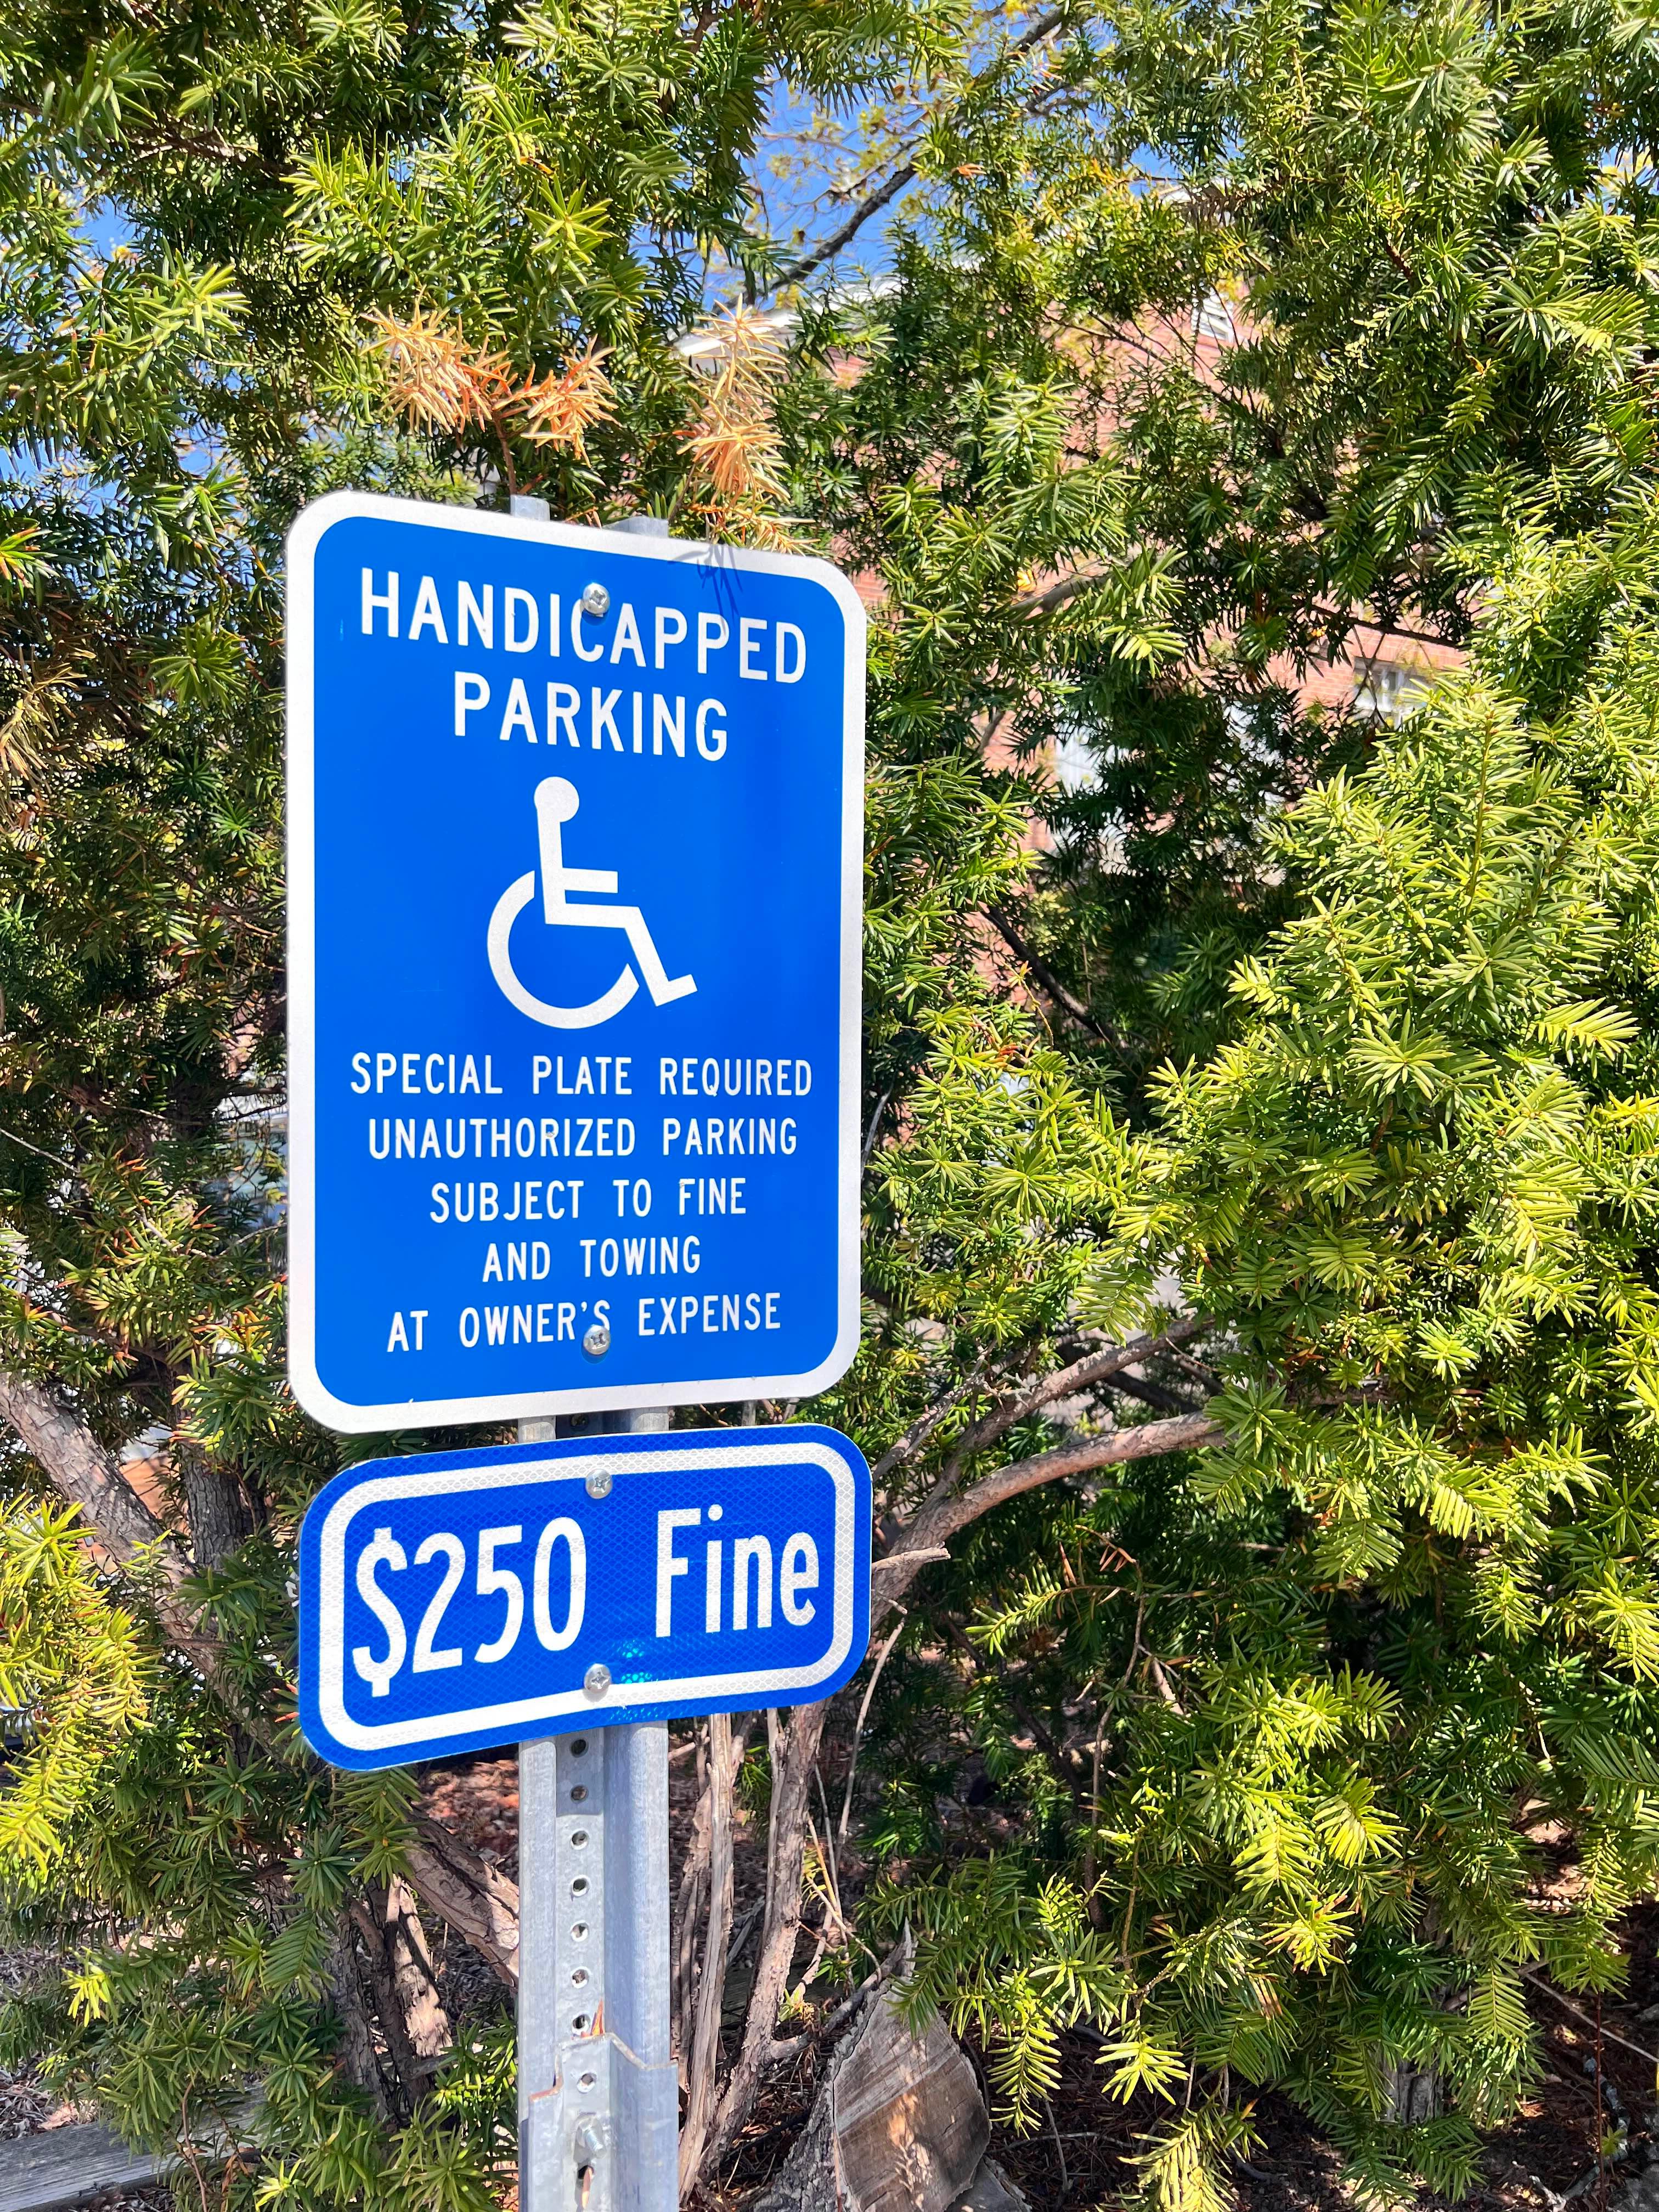 HANDICAPPED
PARKING
SPECIAL PLATE REQUIRED
UNAUTHORIZED PARKING
SUBJECT TO FINE
AND TOWING
AT OWNER'S EXPENSE
$250 Fine